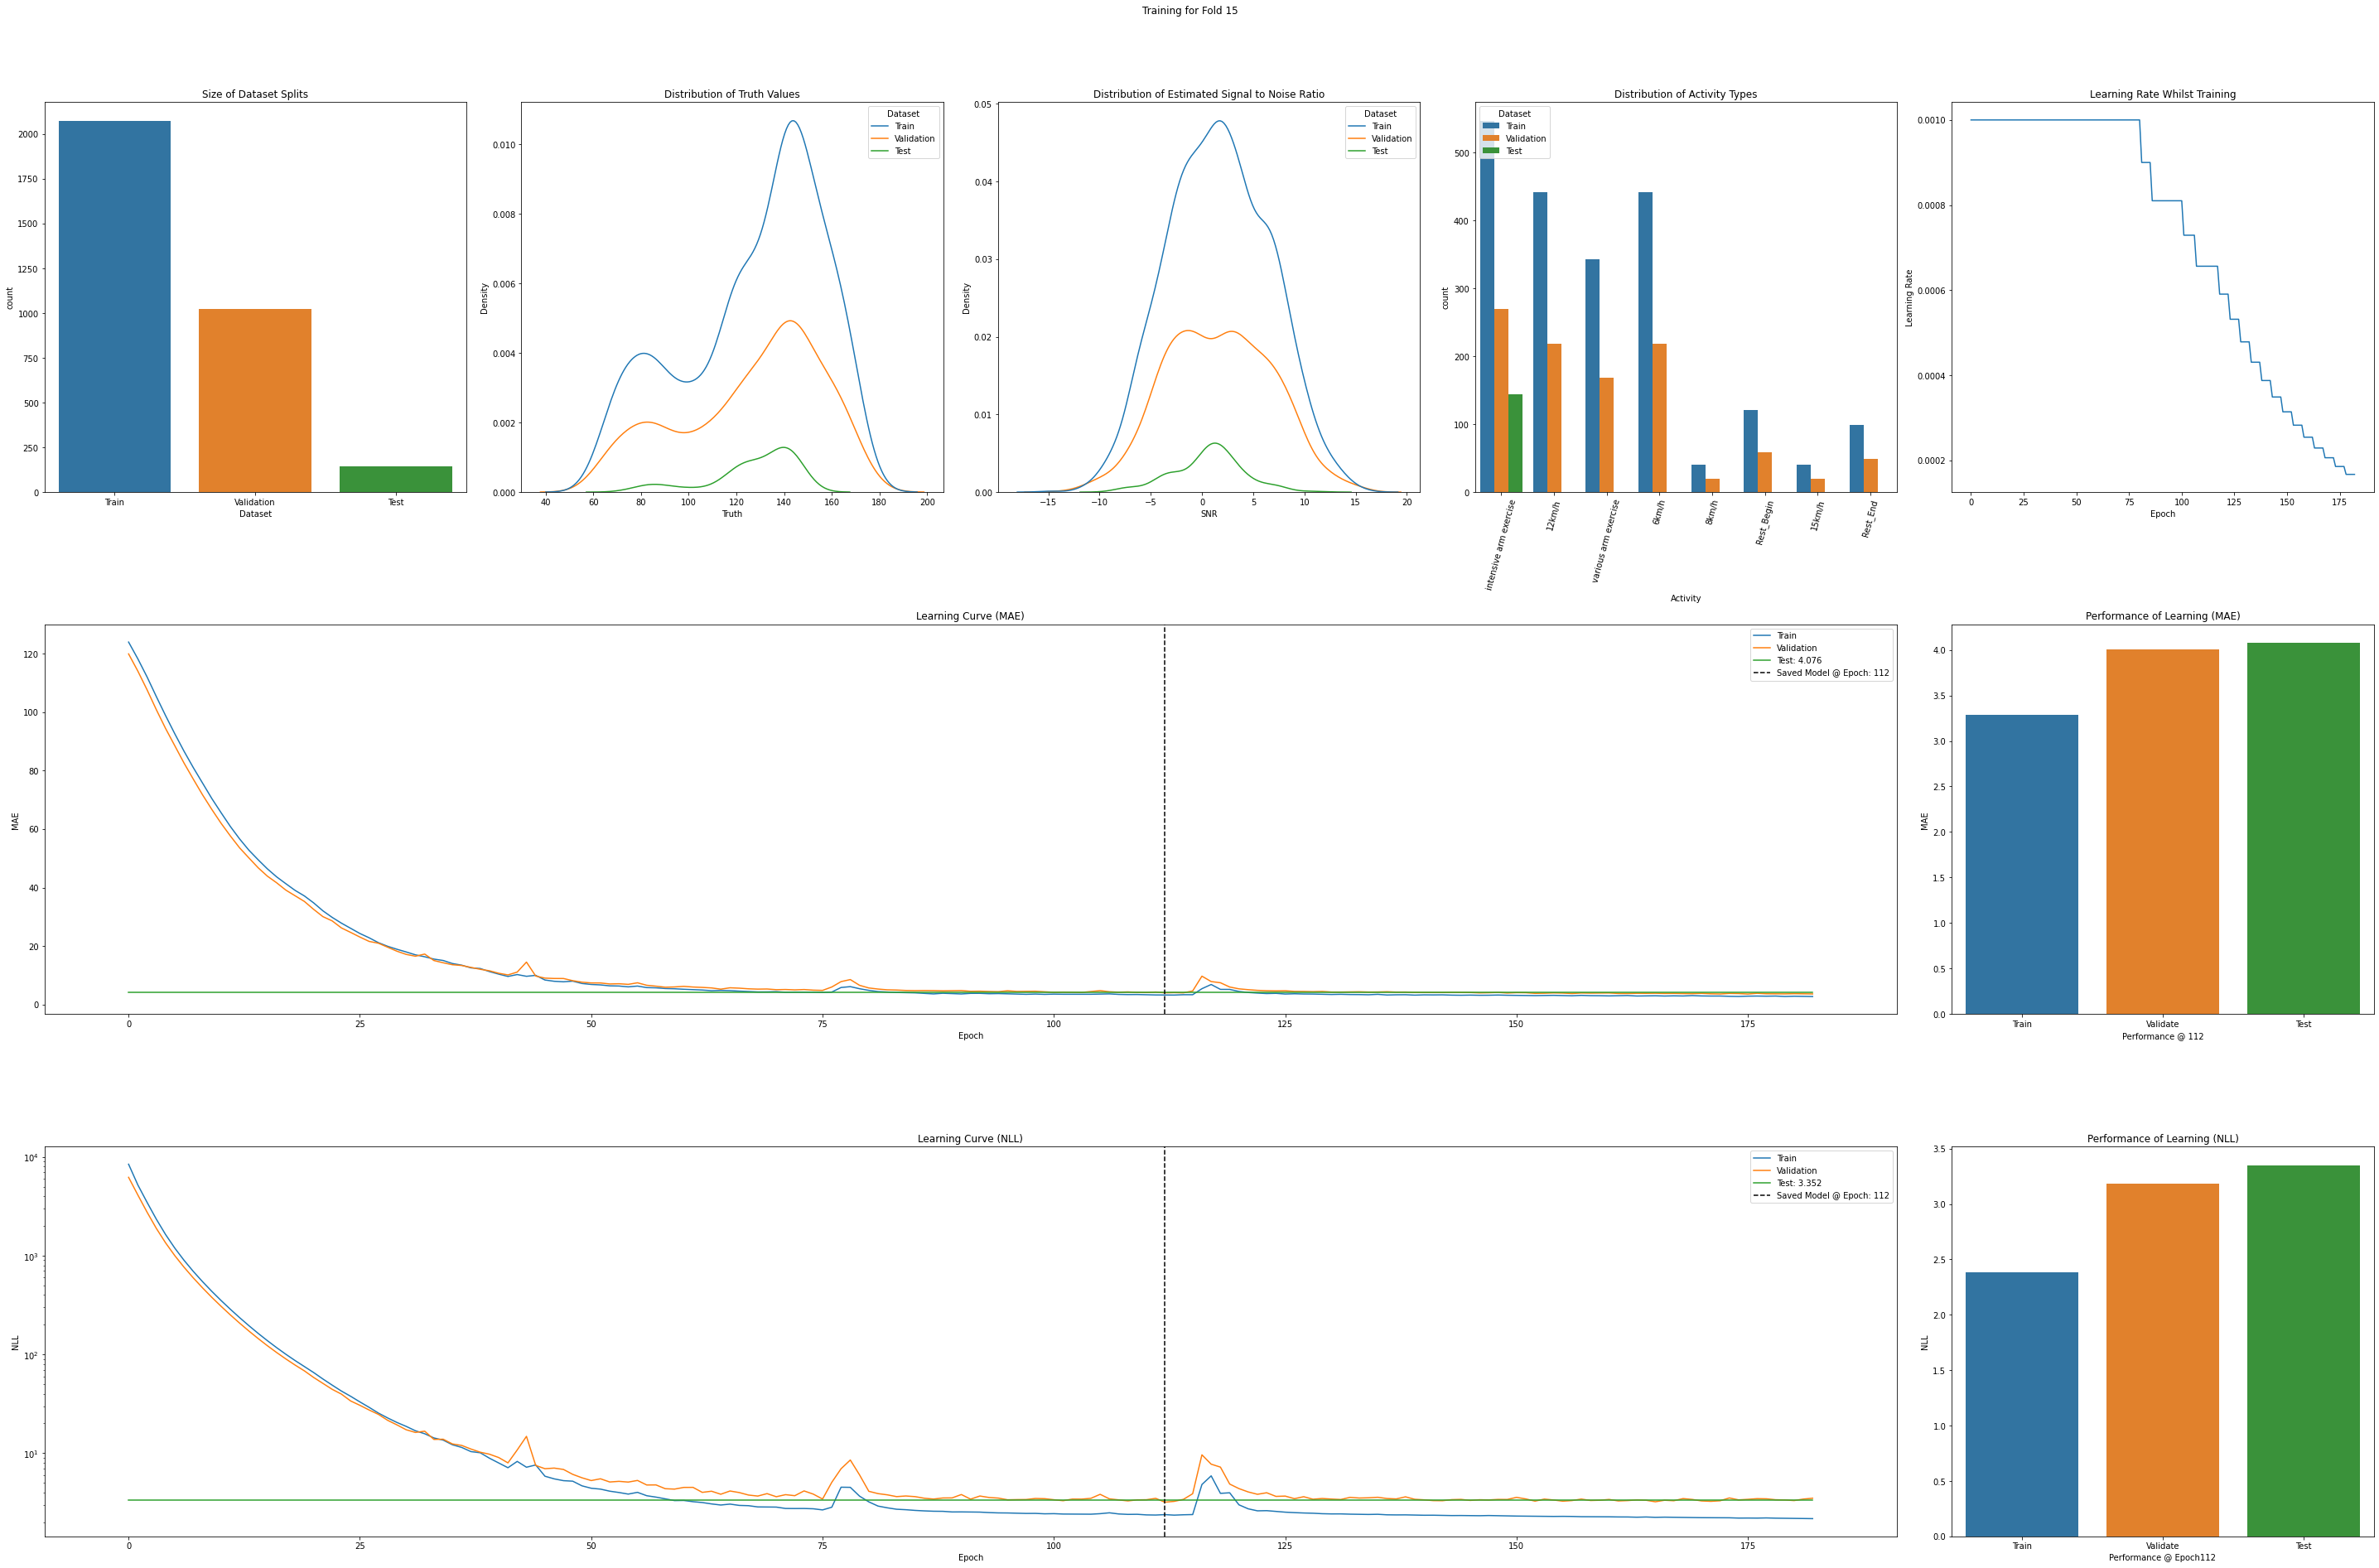 Training for Fold 15
Size of Dataset Splits
count
2000
1750
1500
1250
1000
750
500
250
0
Train Validation Test
Dataset
Distribution of Truth Values
Density
0.010
0.008
0.006
0.004
0.002
0.000
40 60 80 100 120 140 160 180 200
Truth
Dataset
Train
Validation
Test
Distribution of Estimated Signal to Noise Ratio
Density
0.05
0.04
0.03
0.02
0.01
0.00
−15 −10 −5 0 5 10 15 20
SNR
Dataset
Train
Validation
Test
Distribution of Activity Types
count
500
400
300
200
100
0
intensive arm exercise
12km/h
various arm exercise
6km/h
8km/h
Rest_Begin
15km/h
Rest_End
Activity
Dataset
Train
Validation
Test
Learning Rate Whilst Training
Learning Rate
0.0010
0.0008
0.0006
0.0004
0.0002
0 25 50 75 100 125 150 175
Epoch
Learning Curve (MAE)
MAE
120
100
80
60
40
20
0
0 25 50 75 100 125 150 175
Epoch
Train
Validation
Test: 4.076
Saved Model @ Epoch: 112
Performance of Learning (MAE)
MAE
4.0
3.5
3.0
2.5
2.0
1.5
1.0
0.5
0.0
Train Validate Test
Performance @ 112
Learning Curve (NLL)
NLL
10⁴
10³
10²
10¹
0 25 50 75 100 125 150 175
Epoch
Train
Validation
Test: 3.352
Saved Model @ Epoch: 112
Performance of Learning (NLL)
NLL
3.5
3.0
2.5
2.0
1.5
1.0
0.5
0.0
Train Validate Test
Performance @ Epoch112